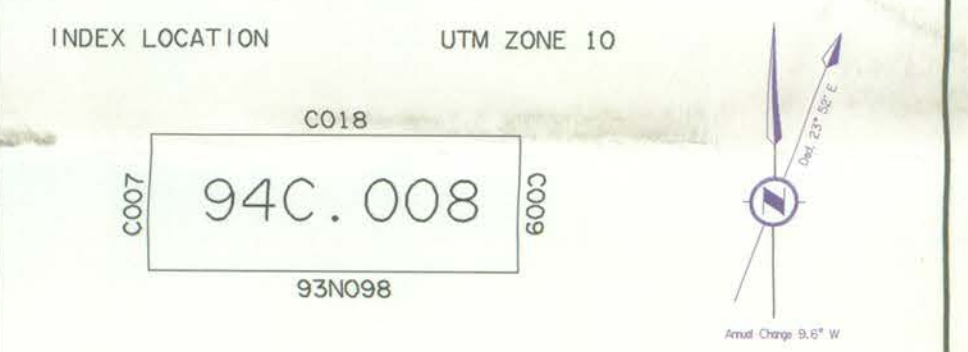 INDEX LOCATION
UTM ZONE 10
C018
C007
94C.008
C009
93N098
Decl. 23° 52' E
Annual Change 9.6" W